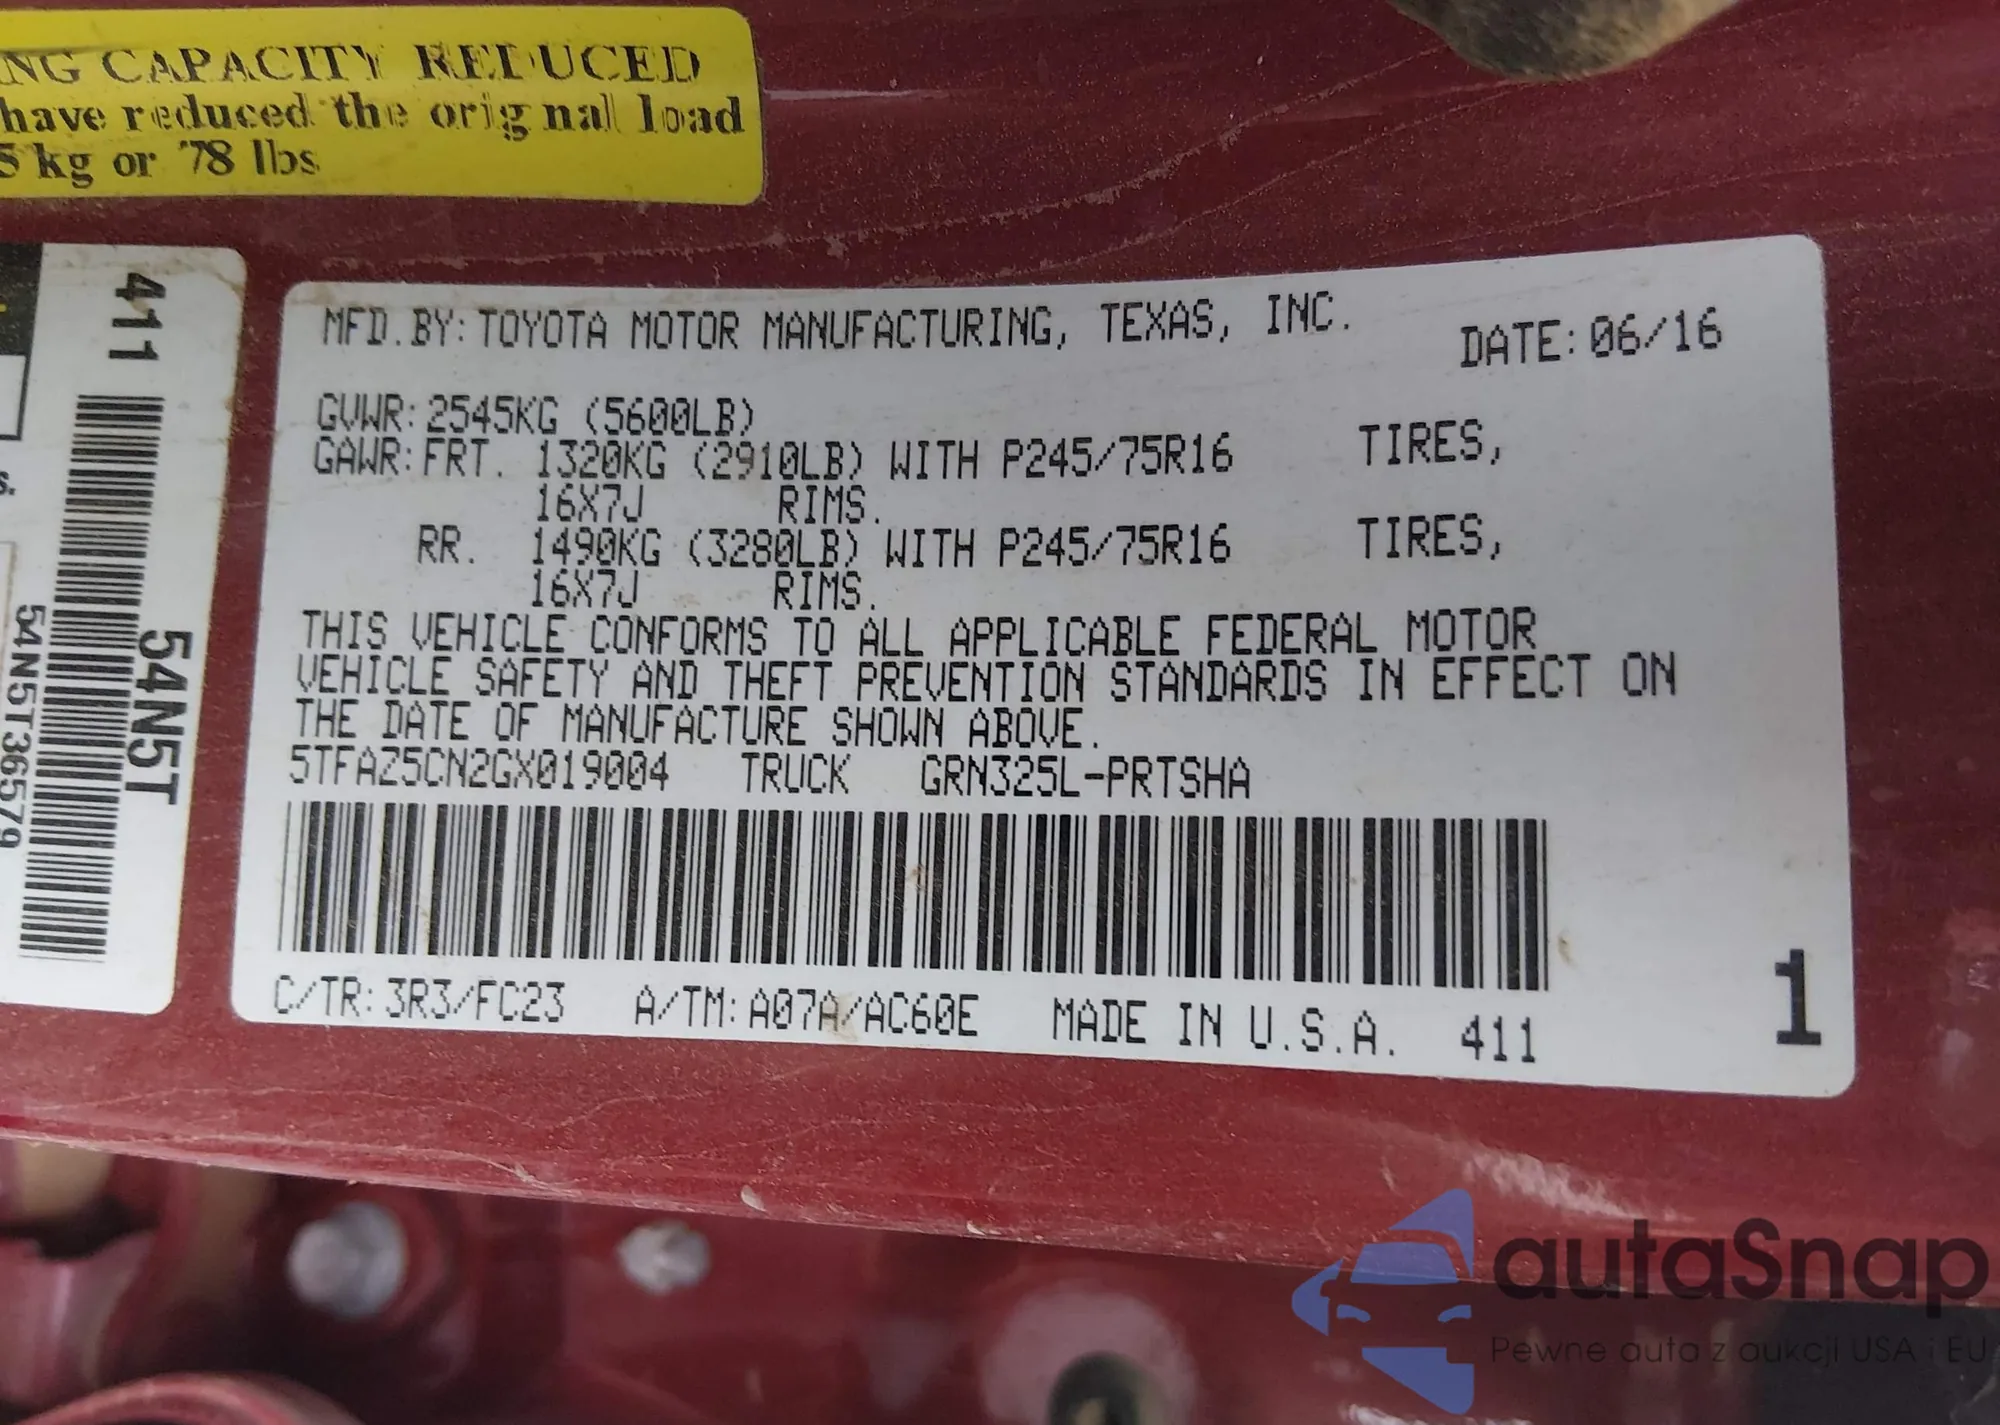 NG CAPACITY REDUCED
have reduced the original load
5 kg or 78 lbs
411
54N5T
54N5T36579
s.
MFD.BY:TOYOTA MOTOR MANUFACTURING, TEXAS, INC. DATE:06/16
GVWR:2545KG (5600LB)
GAWR:FRT. 1320KG (2910LB) WITH P245/75R16 TIRES,
16X7J RIMS.
RR. 1490KG (3280LB) WITH P245/75R16 TIRES,
16X7J RIMS.
THIS VEHICLE CONFORMS TO ALL APPLICABLE FEDERAL MOTOR
VEHICLE SAFETY AND THEFT PREVENTION STANDARDS IN EFFECT ON
THE DATE OF MANUFACTURE SHOWN ABOVE.
5TFAZ5CN2GX019004 TRUCK GRN325L-PRTSHA
C/TR:3R3/FC23 A/TM:A07A/AC60E MADE IN U.S.A. 411
1
autaSnap
Pewne auta z aukcji USA i EU